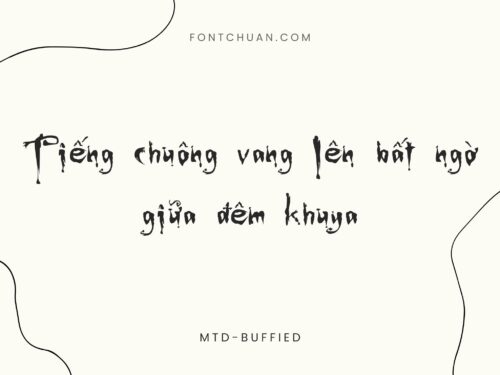 FONTCHUAN.COM
Tiếng chuông vang lên bất ngờ
giữa đêm khuya
MTD-BUFFIED